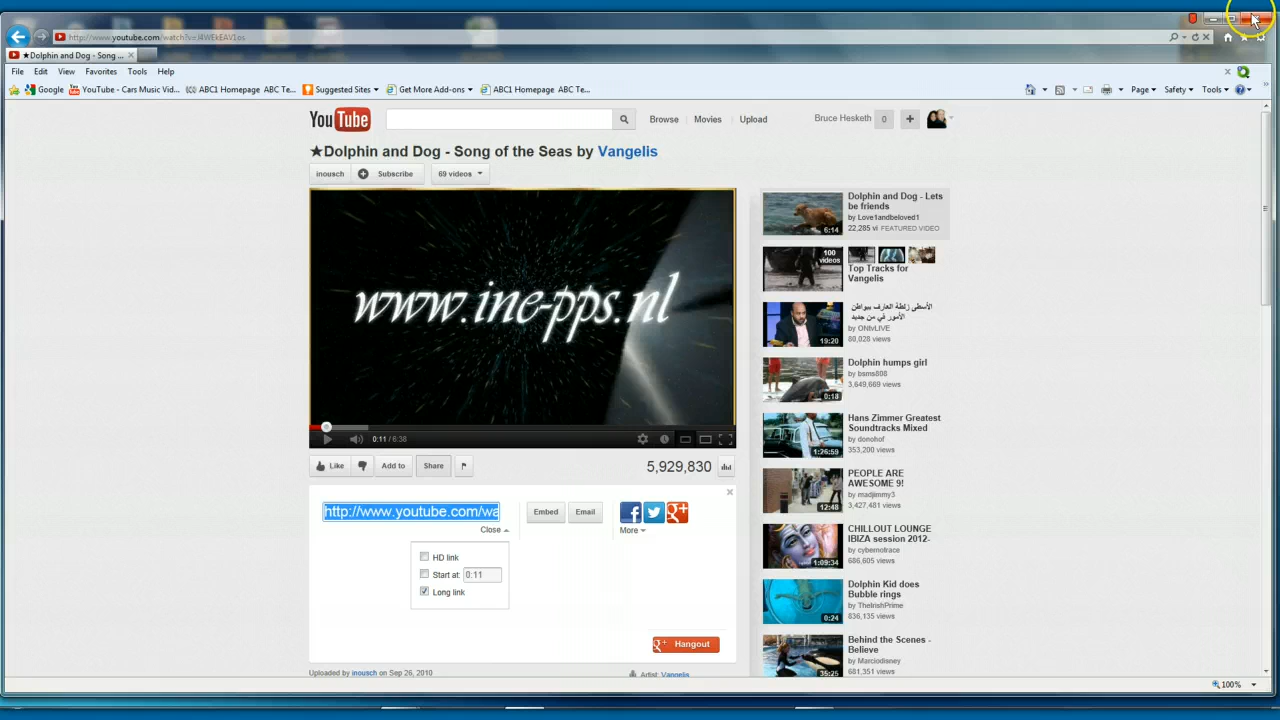 http://www.youtube.com/watch?v=I4WEkEAV1os
★Dolphin and Dog - Song ...
File Edit View Favorites Tools Help
Google YouTube - Cars Music Vid... ABC1 Homepage ABC Te... Suggested Sites Get More Add-ons ABC1 Homepage ABC Te...
Page Safety Tools
YouTube Browse Movies Upload Bruce Hesketh 0 +
★Dolphin and Dog - Song of the Seas by Vangelis
inousch Subscribe 69 videos
www.ine-pps.nl
0:11 / 6:38
Like Add to Share 5,929,830
http://www.youtube.com/wa
Embed Email
Close More
HD link
Start at: 0:11
Long link
Hangout
Uploaded by inousch on Sep 26, 2010
Artist: Vangelis
Dolphin and Dog - Lets
be friends
by Love1andbeloved1
22,285 vi FEATURED VIDEO
6:14
100
videos
Top Tracks for
Vangelis
الأسطى زلطة العارف ببواطن
الأمور في من جديد
by ONtvLIVE
80,028 views
19:20
Dolphin humps girl
by bsms808
3,649,669 views
0:18
Hans Zimmer Greatest
Soundtracks Mixed
by donohof
353,200 views
1:26:59
PEOPLE ARE
AWESOME 9!
by madjimmy3
3,427,481 views
12:48
CHILLOUT LOUNGE
IBIZA session 2012-
by cybernotrace
686,605 views
1:09:34
Dolphin Kid does
Bubble rings
by TheIrishPrime
836,135 views
0:24
Behind the Scenes -
Believe
by Marciodisney
681,351 views
35:25
100%